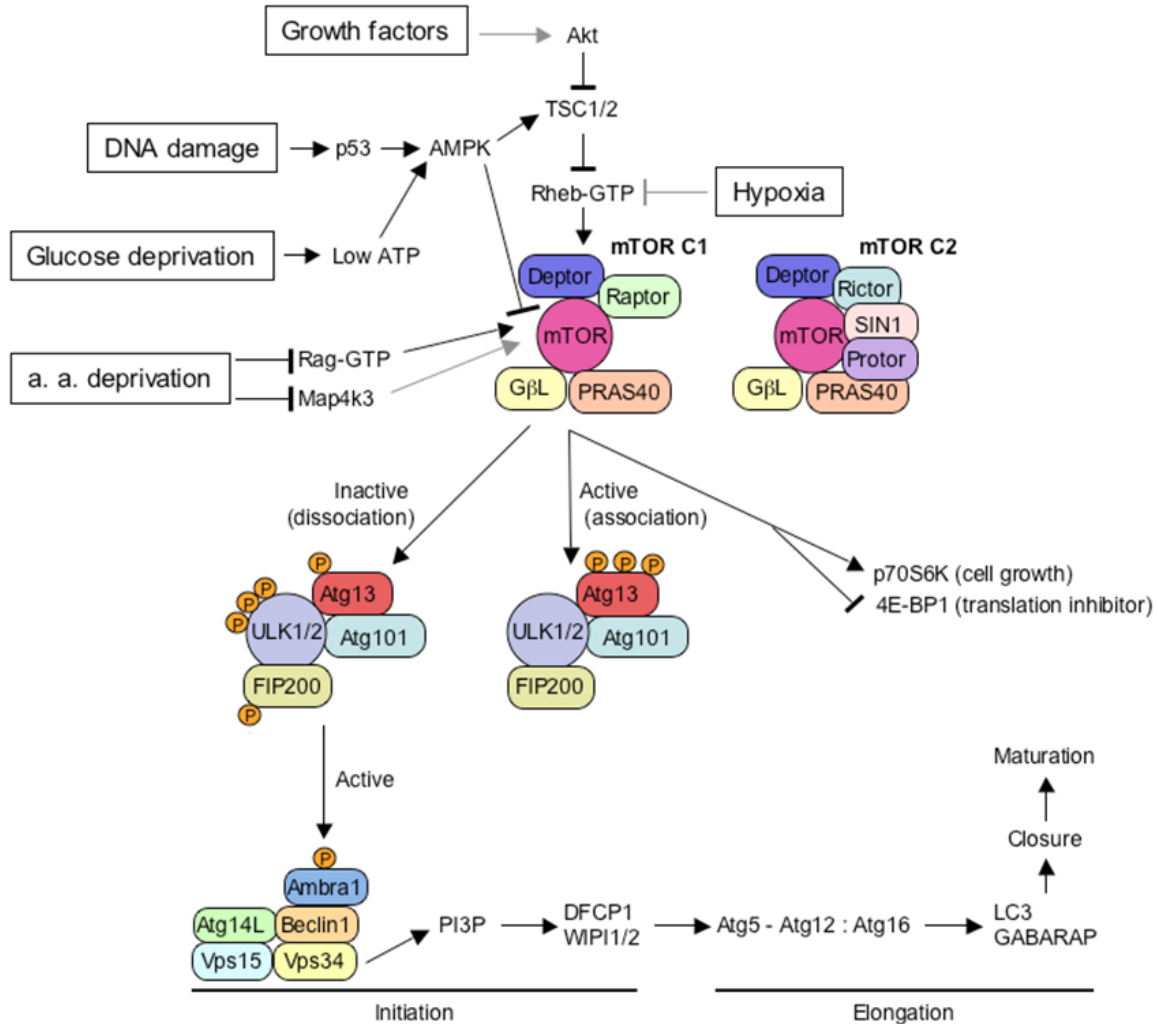 Growth factors
Akt
TSC1/2
DNA damage
p53
AMPK
Rheb-GTP
Hypoxia
Glucose deprivation
Low ATP
mTOR C1
mTOR C2
Deptor
Raptor
mTOR
GβL
PRAS40
Deptor
Rictor
mTOR
SIN1
Protor
GβL
PRAS40
a. a. deprivation
Rag-GTP
Map4k3
Inactive
(dissociation)
Active
(association)
p70S6K (cell growth)
4E-BP1 (translation inhibitor)
P
Atg13
P
P
P
ULK1/2
Atg101
FIP200
P
P P P
Atg13
ULK1/2
Atg101
FIP200
Active
P
Ambra1
Atg14L
Beclin1
Vps15
Vps34
PI3P
DFCP1
WIPI1/2
Atg5 - Atg12 : Atg16
LC3
GABARAP
Closure
Maturation
Initiation
Elongation